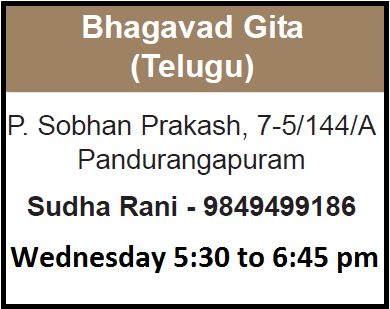 Bhagavad Gita
(Telugu)
P. Sobhan Prakash, 7-5/144/A
Pandurangapuram
Sudha Rani - 9849499186
Wednesday 5:30 to 6:45 pm